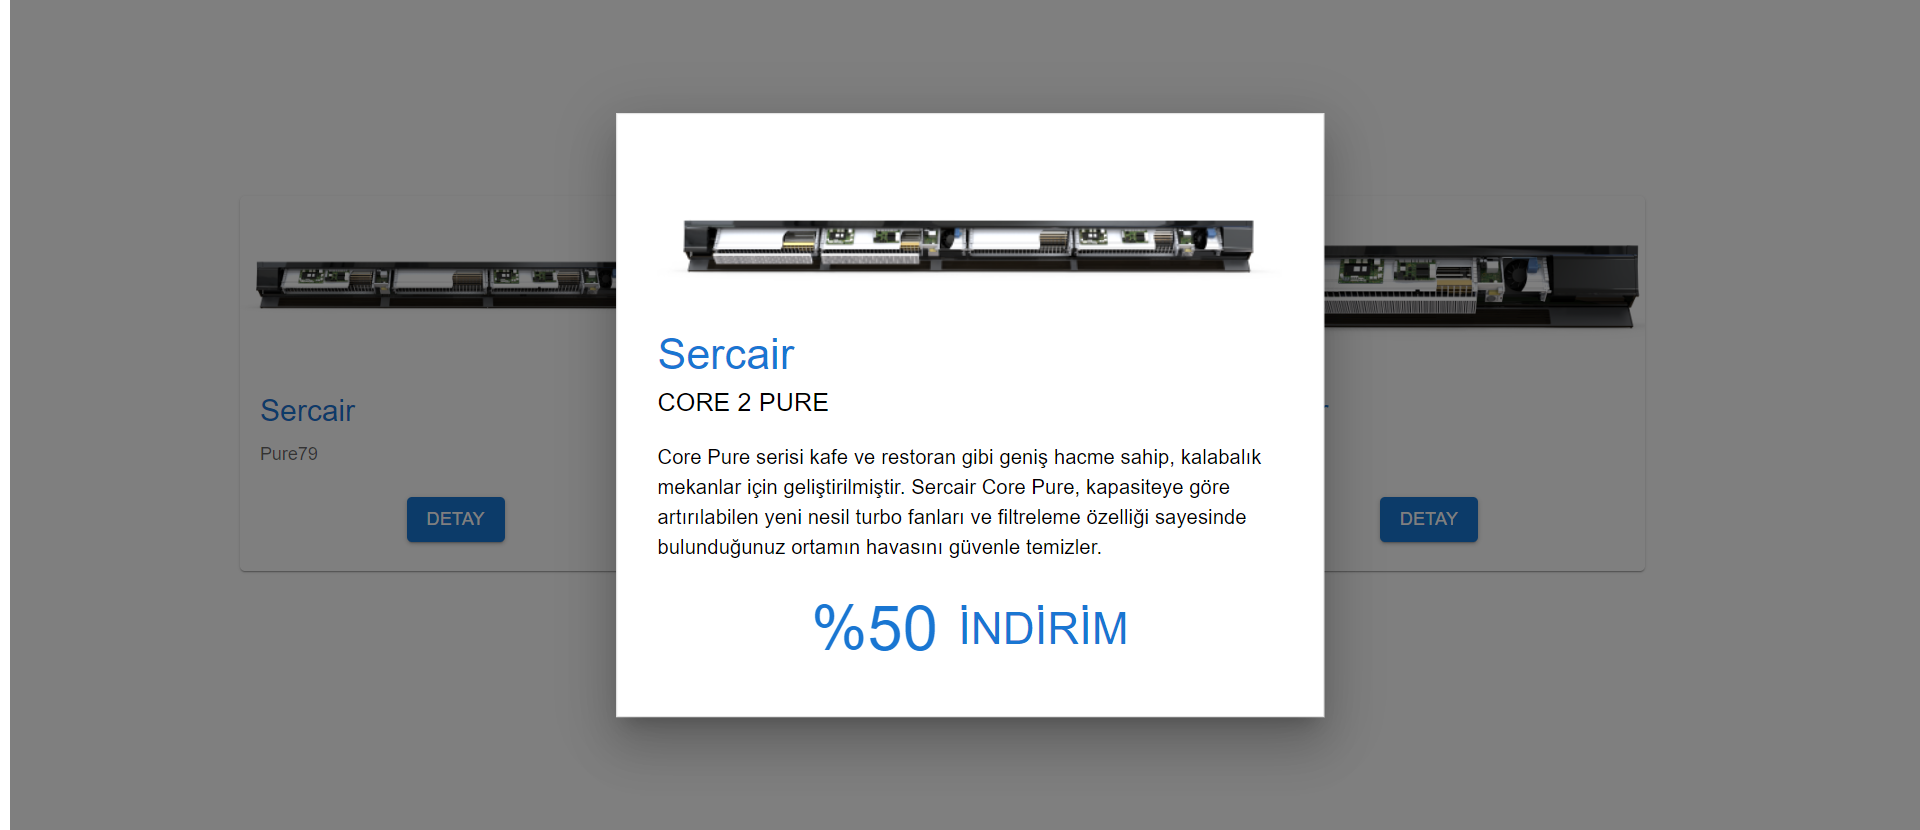 Sercair
CORE 2 PURE
Core Pure serisi kafe ve restoran gibi geniş hacme sahip, kalabalık
mekanlar için geliştirilmiştir. Sercair Core Pure, kapasiteye göre
artırılabilen yeni nesil turbo fanları ve filtreleme özelliği sayesinde
bulunduğunuz ortamın havasını güvenle temizler.
%50 İNDİRİM
Sercair
Pure79
DETAY
DETAY